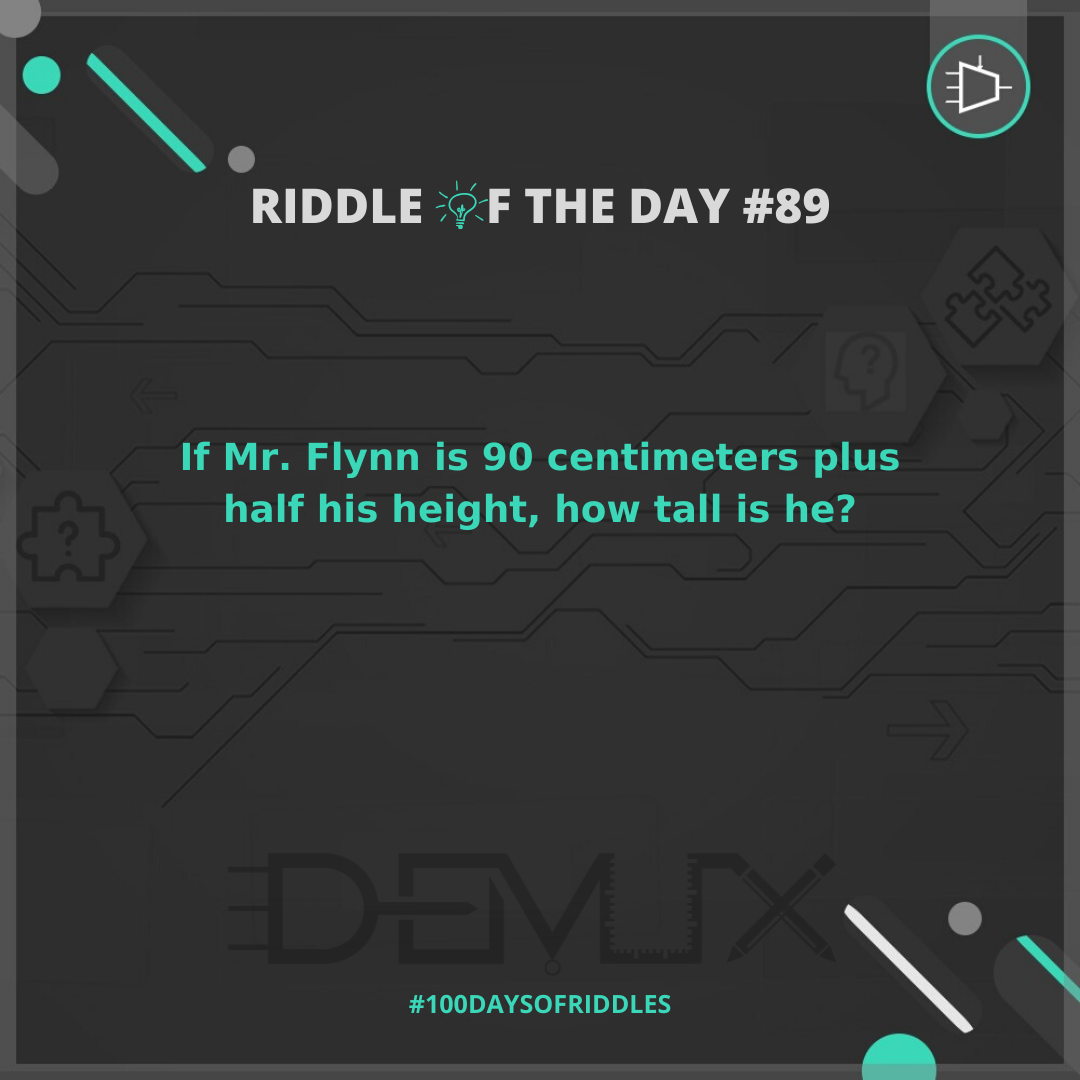 RIDDLE OF THE DAY #89
If Mr. Flynn is 90 centimeters plus
half his height, how tall is he?
DEMUX
#100DAYSOFRIDDLES